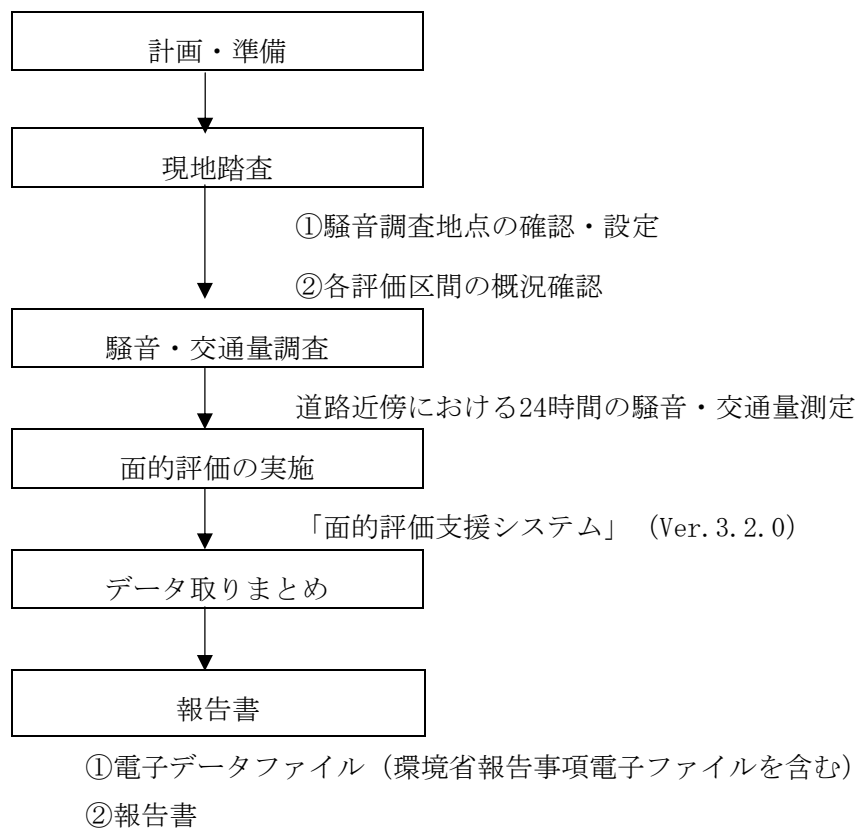 計画・準備
現地踏査
①騒音調査地点の確認・設定
②各評価区間の概況確認
騒音・交通量調査
道路近傍における24時間の騒音・交通量測定
面的評価の実施
「面的評価支援システム」（Ver.3.2.0）
データ取りまとめ
報告書
①電子データファイル（環境省報告事項電子ファイルを含む）
②報告書